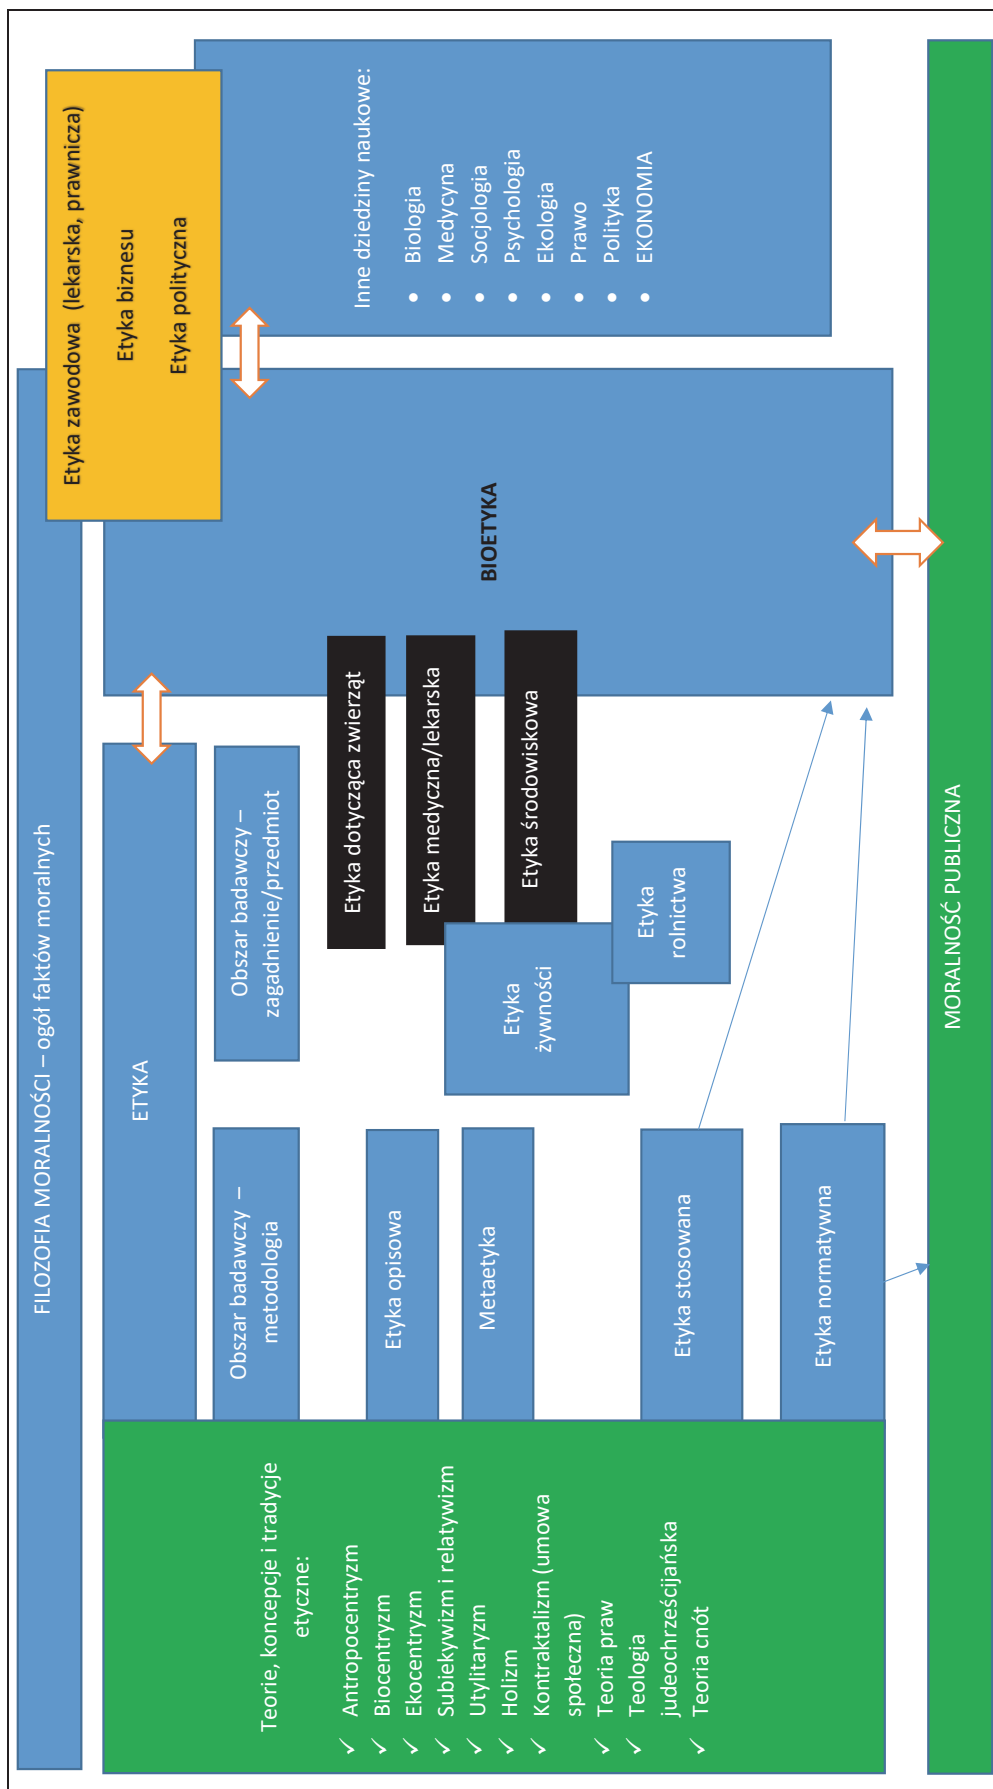 FILOZOFIA MORALNOŚCI – ogół faktów moralnych
Etyka zawodowa (lekarska, prawnicza)
Etyka biznesu
Etyka polityczna
ETYKA
Teorie, koncepcje i tradycje
etyczne:
✓ Antropocentryzm
✓ Biocentryzm
✓ Ekocentryzm
✓ Subiekywizm i relatywizm
✓ Utylitaryzm
✓ Holizm
✓ Kontraktalizm (umowa
społeczna)
✓ Teoria praw
✓ Teologia
judeochrześcijańska
✓ Teoria cnót
Obszar badawczy –
metodologia
Etyka opisowa
Metaetyka
Etyka stosowana
Etyka normatywna
Obszar badawczy –
zagadnienie/przedmiot
Etyka dotycząca zwierząt
Etyka medyczna/lekarska
Etyka środowiskowa
Etyka
żywności
Etyka
rolnictwa
BIOETYKA
Inne dziedziny naukowe:
• Biologia
• Medycyna
• Socjologia
• Psychologia
• Ekologia
• Prawo
• Polityka
• EKONOMIA
MORALNOŚĆ PUBLICZNA